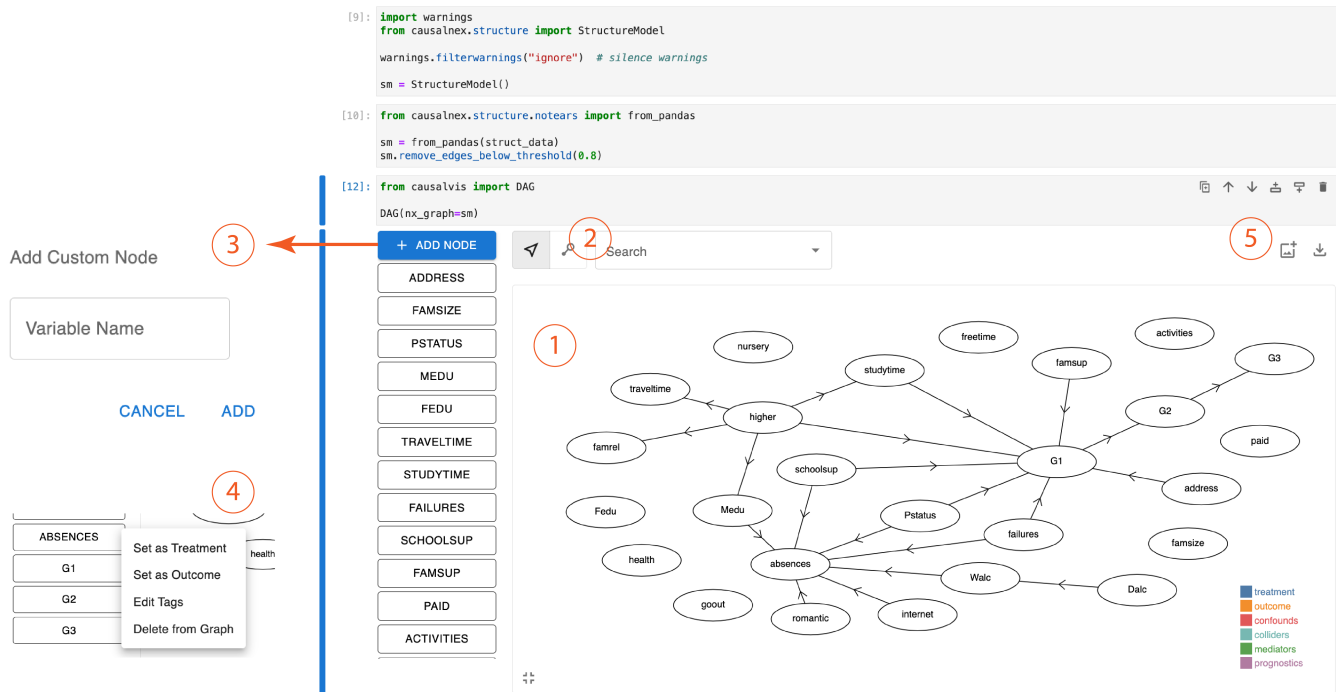 [9]: import warnings
from causalnex.structure import StructureModel
warnings.filterwarnings("ignore")  # silence warnings
sm = StructureModel()
[10]: from causalnex.structure.notears import from_pandas
sm = from_pandas(struct_data)
sm.remove_edges_below_threshold(0.8)
[12]: from causalvis import DAG
DAG(nx_graph=sm)
3
Add Custom Node
Variable Name
CANCEL ADD
4
ABSENCES
G1
G2
G3
Set as Treatment
Set as Outcome
Edit Tags
Delete from Graph
health
+ ADD NODE
ADDRESS
FAMSIZE
PSTATUS
MEDU
FEDU
TRAVELTIME
STUDYTIME
FAILURES
SCHOOLSUP
FAMSUP
PAID
ACTIVITIES
2
Search
5
1
nursery
freetime
activities
studytime
famsup
G3
traveltime
higher
G2
famrel
paid
schoolsup
G1
address
Fedu
Medu
Pstatus
failures
famsize
health
absences
Walc
Dalc
goout
romantic
internet
treatment
outcome
confounds
colliders
mediators
prognostics